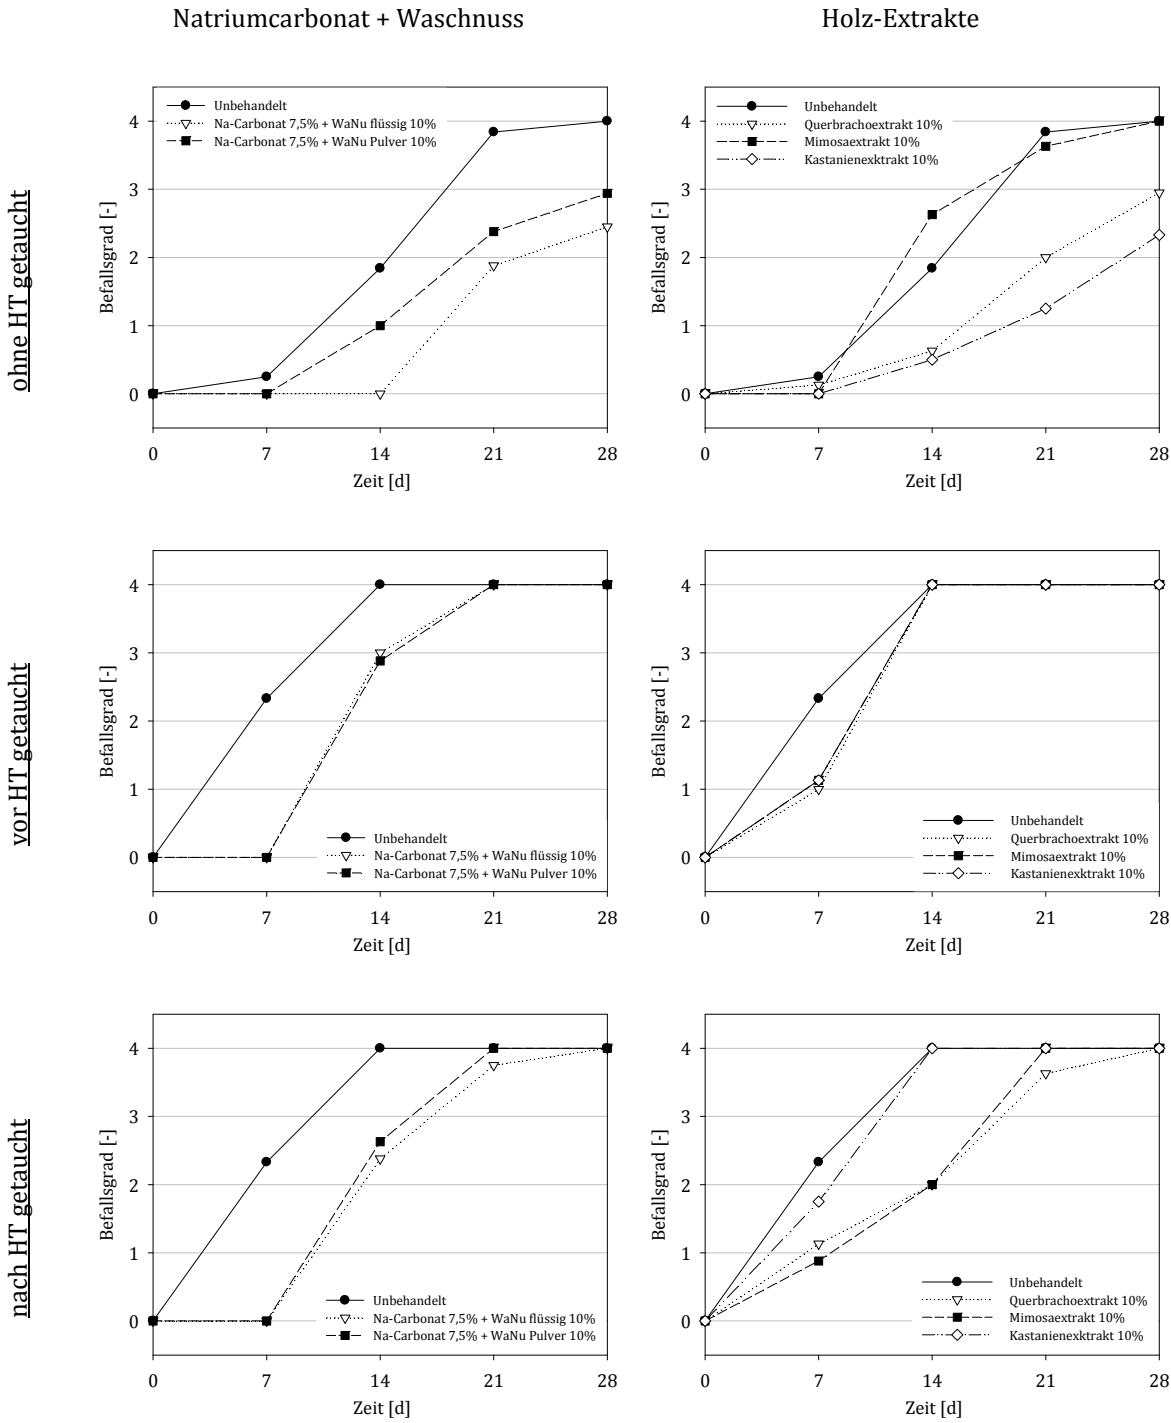 Natriumcarbonat + Waschnuss
Holz-Extrakte
ohne HT getaucht
Befallsgrad [-]
4
3
2
1
0
Unbehandelt
Na-Carbonat 7,5% + WaNu flüssig 10%
Na-Carbonat 7,5% + WaNu Pulver 10%
0 7 14 21 28
Zeit [d]
Befallsgrad [-]
4
3
2
1
0
Unbehandelt
Querbrachoextrakt 10%
Mimosaextrakt 10%
Kastanienexktrakt 10%
0 7 14 21 28
Zeit [d]
vor HT getaucht
Befallsgrad [-]
4
3
2
1
0
Unbehandelt
Na-Carbonat 7,5% + WaNu flüssig 10%
Na-Carbonat 7,5% + WaNu Pulver 10%
0 7 14 21 28
Zeit [d]
Befallsgrad [-]
4
3
2
1
0
Unbehandelt
Querbrachoextrakt 10%
Mimosaextrakt 10%
Kastanienexktrakt 10%
0 7 14 21 28
Zeit [d]
nach HT getaucht
Befallsgrad [-]
4
3
2
1
0
Unbehandelt
Na-Carbonat 7,5% + WaNu flüssig 10%
Na-Carbonat 7,5% + WaNu Pulver 10%
0 7 14 21 28
Zeit [d]
Befallsgrad [-]
4
3
2
1
0
Unbehandelt
Querbrachoextrakt 10%
Mimosaextrakt 10%
Kastanienexktrakt 10%
0 7 14 21 28
Zeit [d]